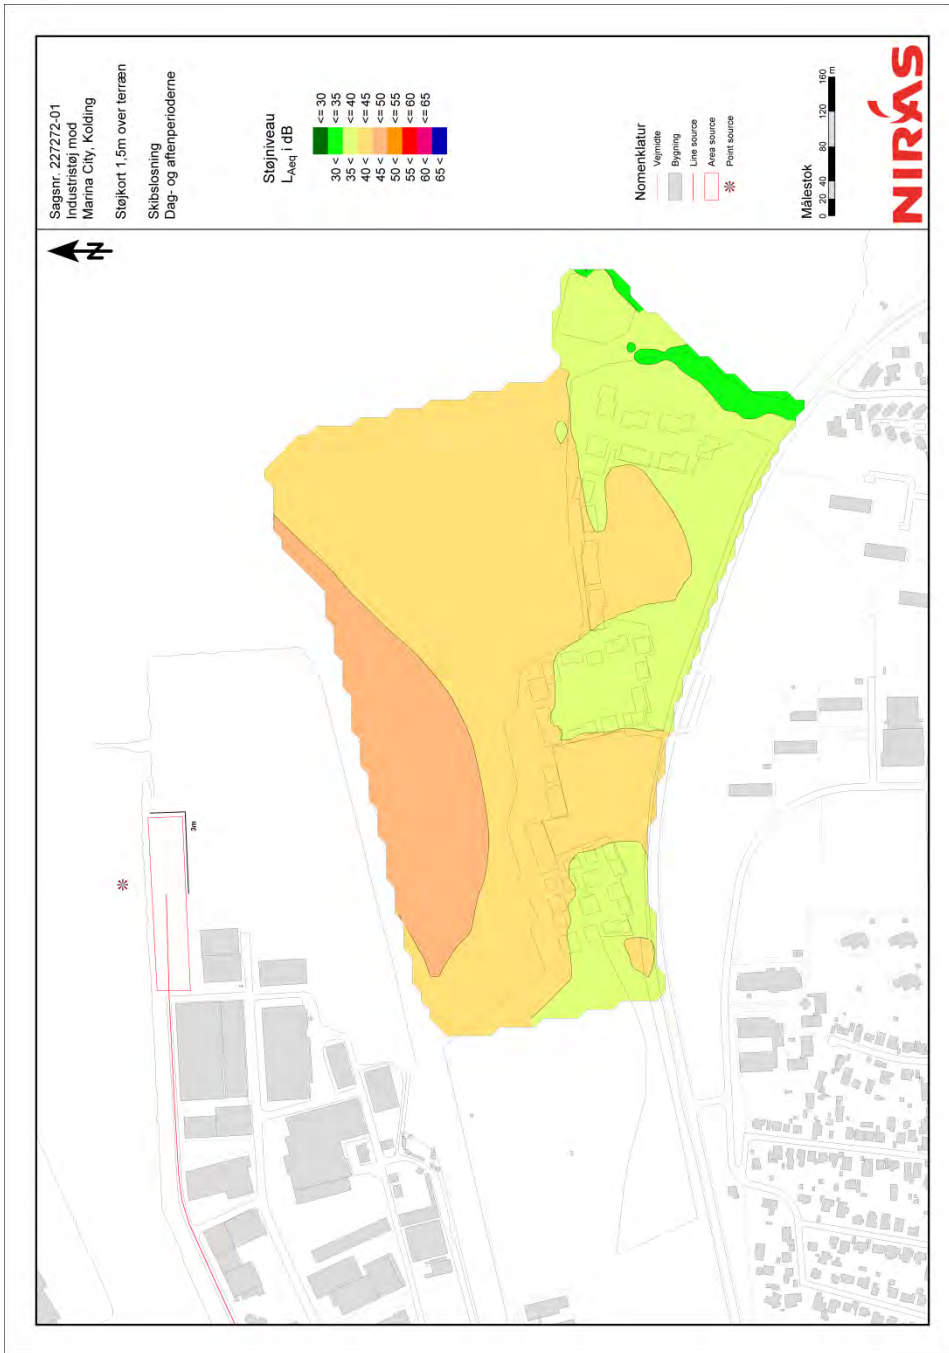 Sagsnr. 227272-01
Industristøj mod
Marina City, Kolding
Støjkort 1,5m over terræn
Skibslosning
Dag- og aftenperioderne
Støjniveau
LAeq i dB
<= 30
30 < <= 35
35 < <= 40
40 < <= 45
45 < <= 50
50 < <= 55
55 < <= 60
60 < <= 65
65 <
Nomenklatur
Vejmidte
Bygning
Line source
Area source
Point source
Målestok
0 20 40 80 120 160
m
NIRAS
N
3m